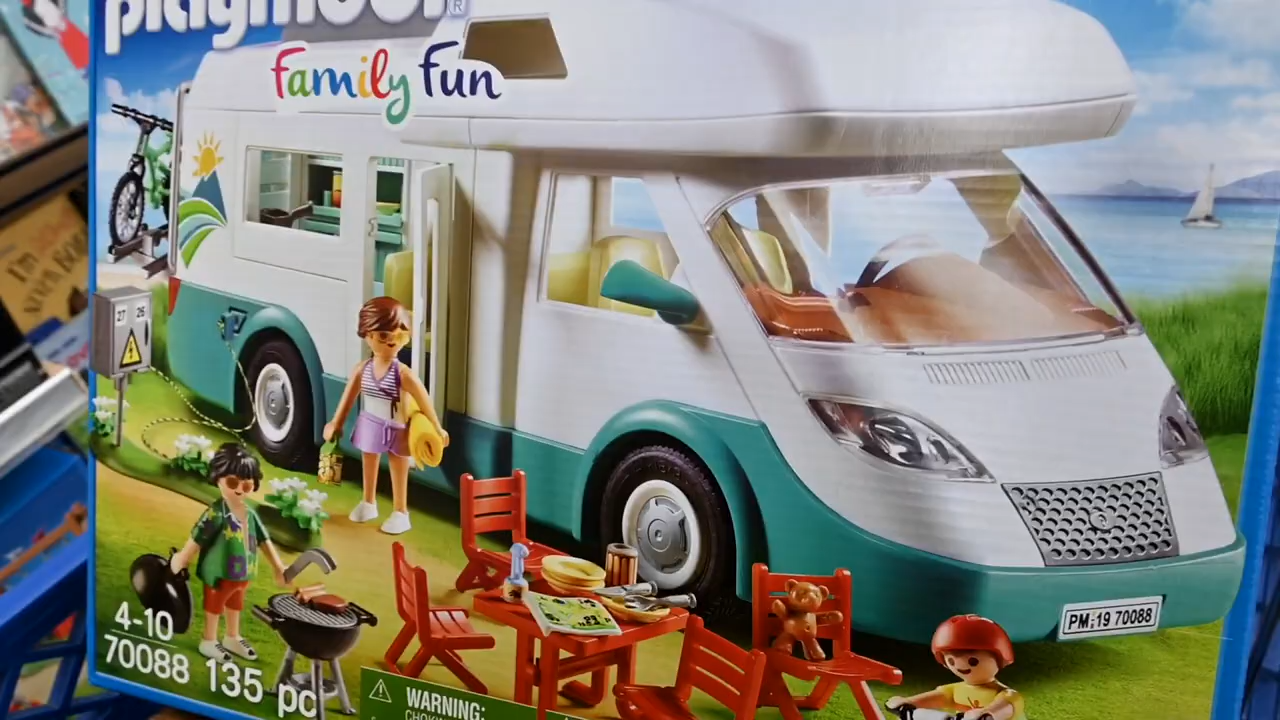 playmobil®
family fun
27 26
4-10
70088 135 pc
WARNING:
PM-19 70088